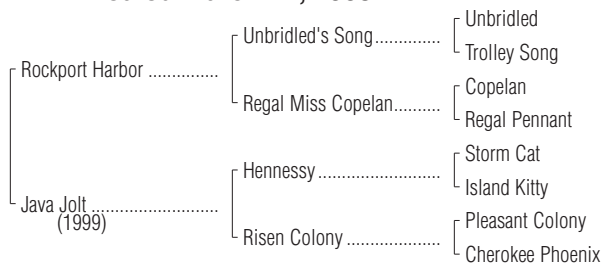 Unbridled
Unbridled's Song
Trolley Song
Rockport Harbor
Copelan
Regal Miss Copelan
Regal Pennant
Storm Cat
Hennessy
Island Kitty
Java Jolt
(1999)
Pleasant Colony
Risen Colony
Cherokee Phoenix